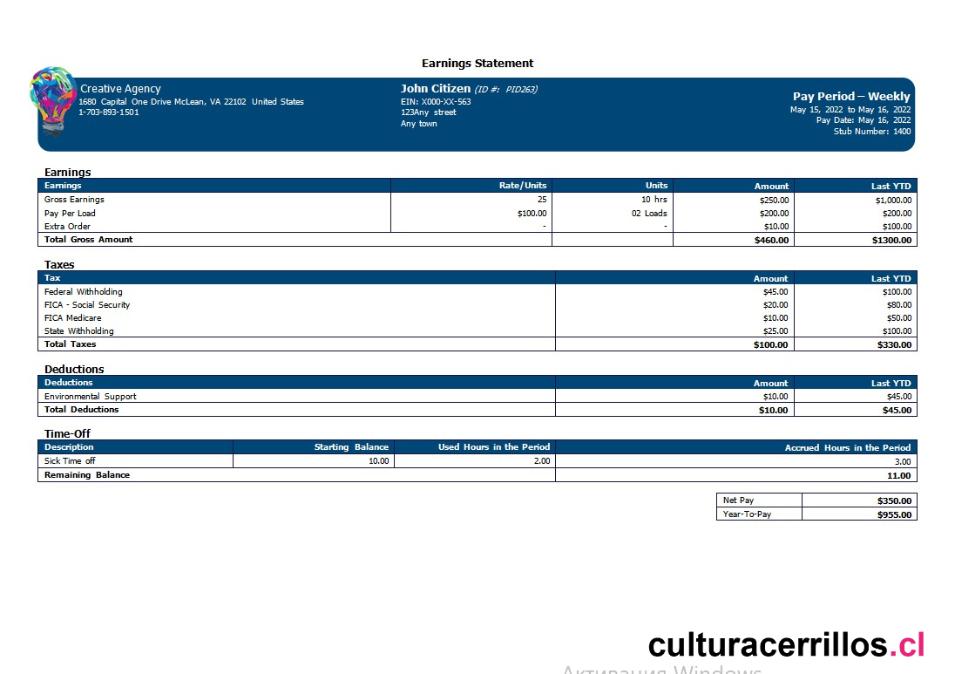 Earnings Statement
Creative Agency
1680 Capital One Drive McLean, VA 22102 United States
1-703-893-1501
John Citizen (ID #: PID263)
EIN: X000-XX-563
123Any street
Any town
Pay Period – Weekly
May 15, 2022 to May 16, 2022
Pay Date: May 16, 2022
Stub Number: 1400
Earnings
Earnings Rate/Units Units Amount Last YTD
Gross Earnings 25 10 hrs $250.00 $1,000.00
Pay Per Load $100.00 02 Loads $200.00 $200.00
Extra Order - - $10.00 $100.00
Total Gross Amount $460.00 $1300.00
Taxes
Tax Amount Last YTD
Federal Withholding $45.00 $100.00
FICA - Social Security $20.00 $80.00
FICA Medicare $10.00 $50.00
State Withholding $25.00 $100.00
Total Taxes $100.00 $330.00
Deductions
Deductions Amount Last YTD
Environmental Support $10.00 $45.00
Total Deductions $10.00 $45.00
Time-Off
Description Starting Balance Used Hours in the Period Accrued Hours in the Period
Sick Time off 10.00 2.00 3.00
Remaining Balance 11.00
Net Pay $350.00
Year-To-Pay $955.00
culturacerrillos.cl
Активация Windows